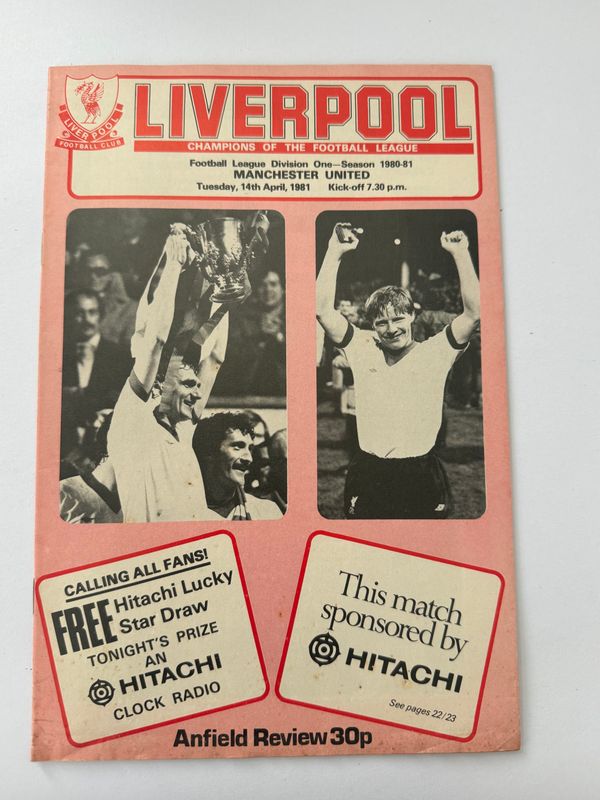 LIVERPOOL
FOOTBALL CLUB
LIVERPOOL
CHAMPIONS OF THE FOOTBALL LEAGUE
Football League Division One—Season 1980-81
MANCHESTER UNITED
Tuesday, 14th April, 1981 Kick-off 7.30 p.m.
CALLING ALL FANS!
FREE Hitachi Lucky
Star Draw
TONIGHT'S PRIZE
AN
HITACHI
CLOCK RADIO
This match
sponsored by
HITACHI
See pages 22/23
Anfield Review 30p